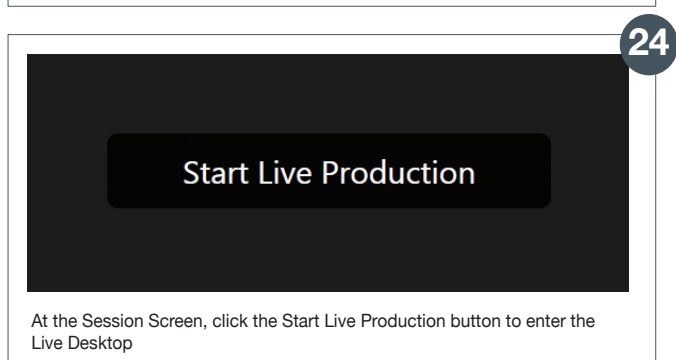 24
Start Live Production
At the Session Screen, click the Start Live Production button to enter the
Live Desktop